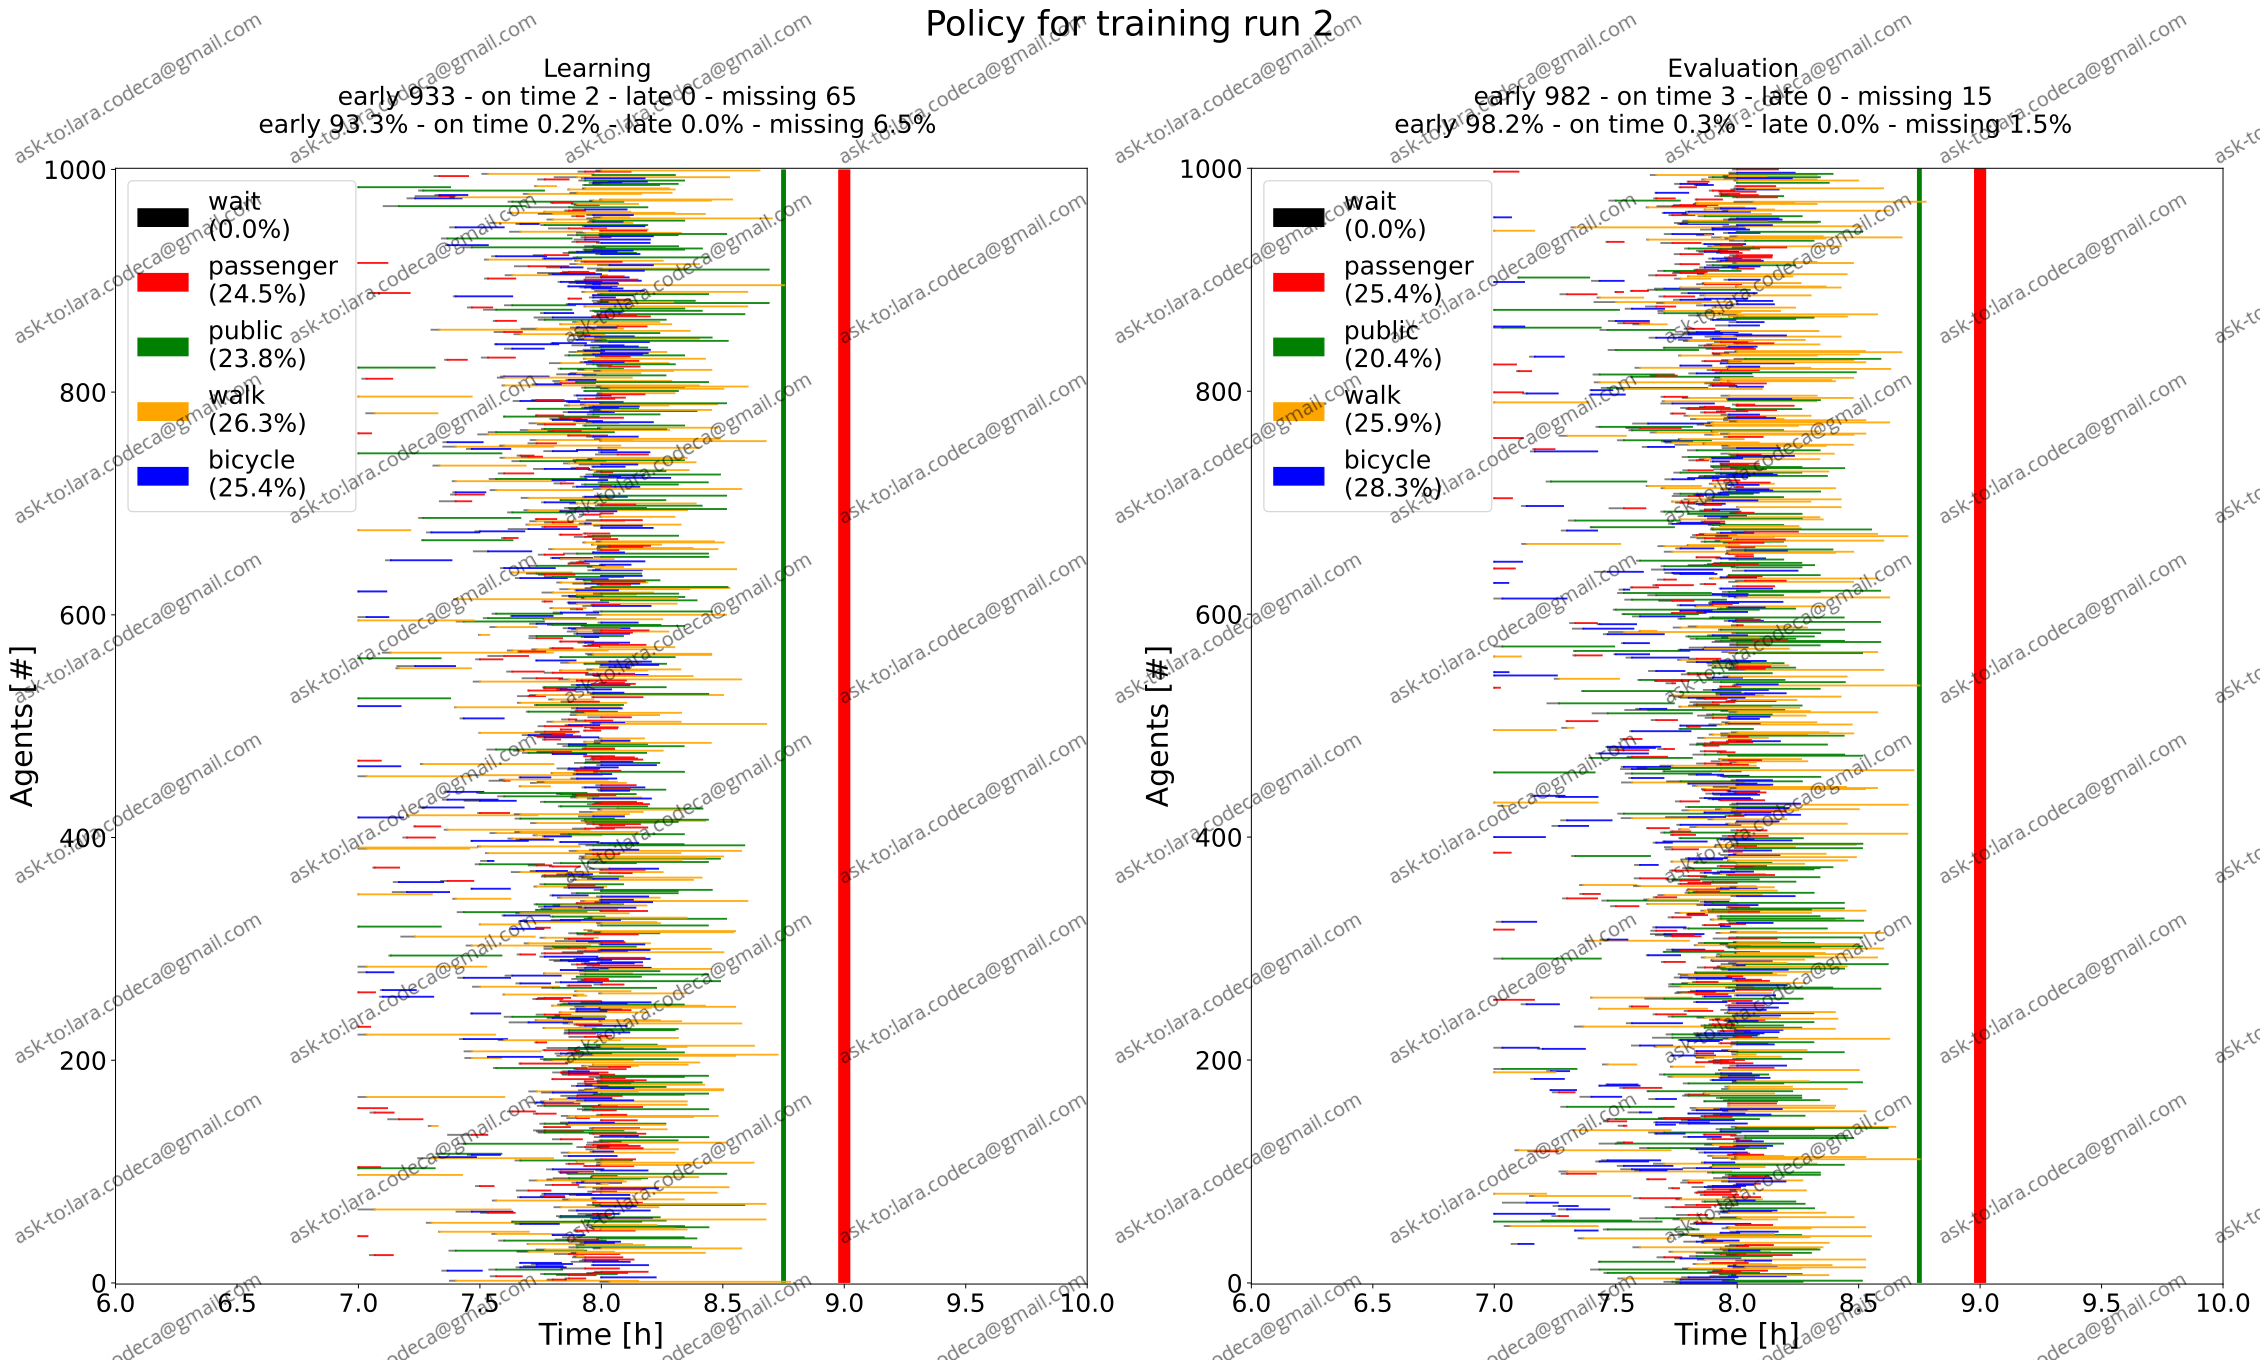 Policy for training run 2
Learning
early 933 - on time 2 - late 0 - missing 65
early 93.3% - on time 0.2% - late 0.0% - missing 6.5%
1000
800
600
400
200
0
Agents [#]
wait
(0.0%)
passenger
(24.5%)
public
(23.8%)
walk
(26.3%)
bicycle
(25.4%)
6.0 6.5 7.0 7.5 8.0 8.5 9.0 9.5 10.0
Time [h]
Evaluation
early 982 - on time 3 - late 0 - missing 15
early 98.2% - on time 0.3% - late 0.0% - missing 1.5%
1000
800
600
400
200
0
Agents [#]
wait
(0.0%)
passenger
(25.4%)
public
(20.4%)
walk
(25.9%)
bicycle
(28.3%)
6.0 6.5 7.0 7.5 8.0 8.5 9.0 9.5 10.0
Time [h]
ask-to:lara.codeca@gmail.com